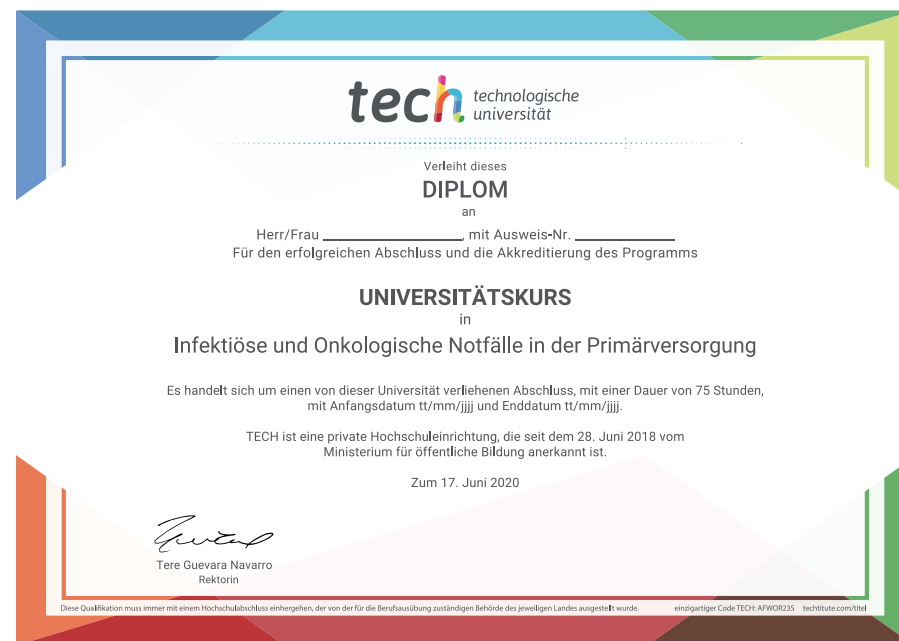 tech technologische
universität
Verleiht dieses
DIPLOM
an
Herr/Frau ________________, mit Ausweis-Nr. ____________
Für den erfolgreichen Abschluss und die Akkreditierung des Programms
UNIVERSITÄTSKURS
in
Infektiöse und Onkologische Notfälle in der Primärversorgung
Es handelt sich um einen von dieser Universität verliehenen Abschluss, mit einer Dauer von 75 Stunden,
mit Anfangsdatum tt/mm/jjjj und Enddatum tt/mm/jjjj.
TECH ist eine private Hochschuleinrichtung, die seit dem 28. Juni 2018 vom
Ministerium für öffentliche Bildung anerkannt ist.
Zum 17. Juni 2020
Tere Guevara Navarro
Rektorin
Diese Qualifikation muss immer mit einem Hochschulabschluss einhergehen, der von der für die Berufsausübung zuständigen Behörde des jeweiligen Landes ausgestellt wurde. einzigartiger Code TECH: AFWOR23S techtitute.com/titel